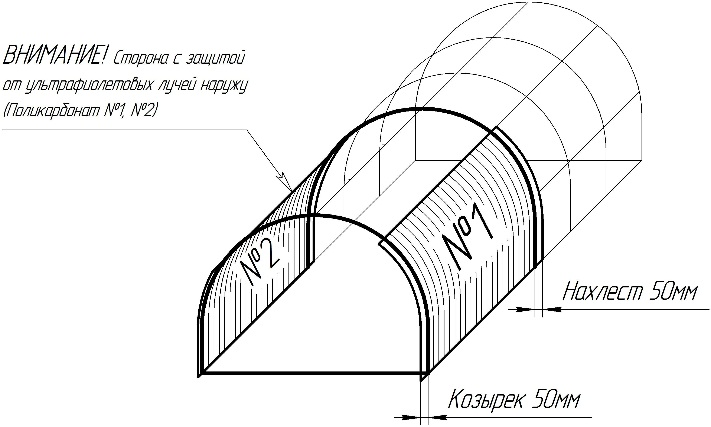 ВНИМАНИЕ! Сторона с защитой
от ультрафиолетовых лучей наружу
(Поликарбонат №1, №2)
№2
№1
Нахлест 50мм
Козырек 50мм